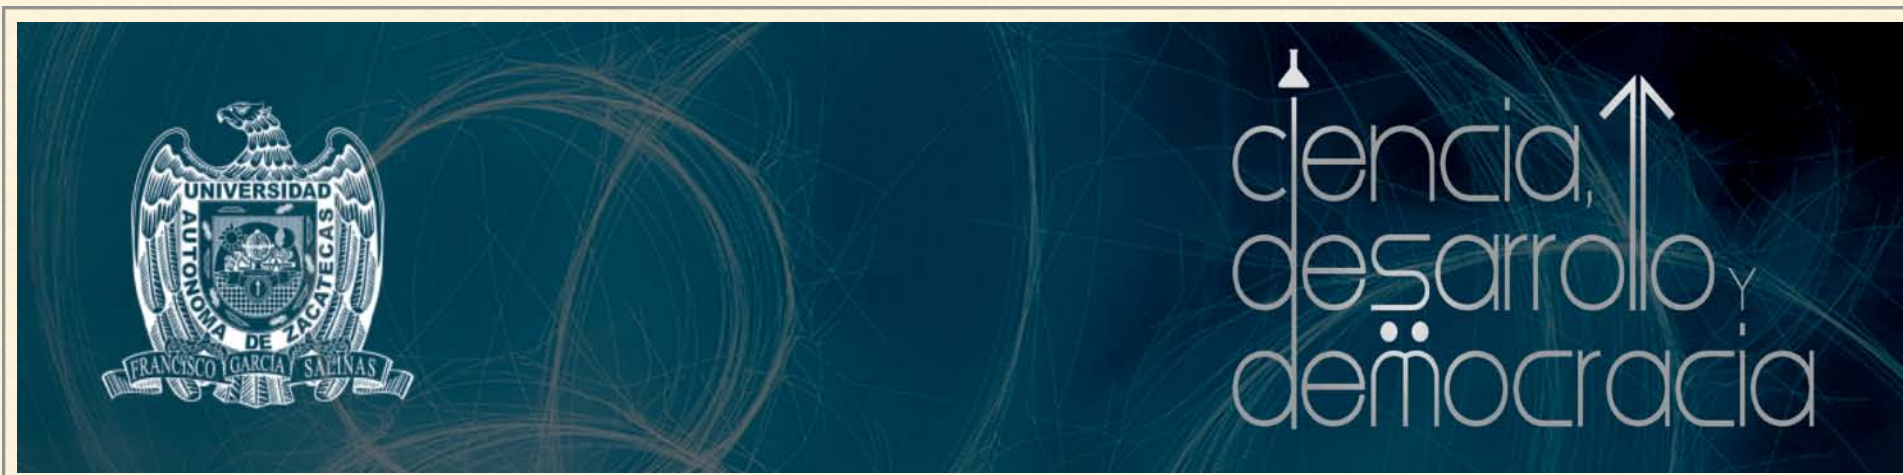 UNIVERSIDAD
AUTONOMA DE ZACATECAS
FRANCISCO GARCIA SALINAS
ciencia,
desarrollo Y
democracia